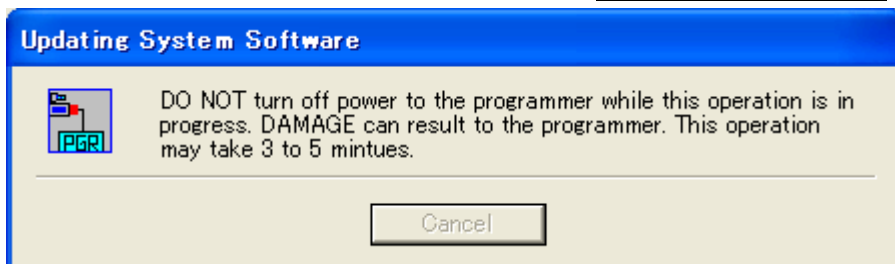 Updating System Software
DO NOT turn off power to the programmer while this operation is in
progress. DAMAGE can result to the programmer. This operation
may take 3 to 5 mintues.
PGR
Cancel